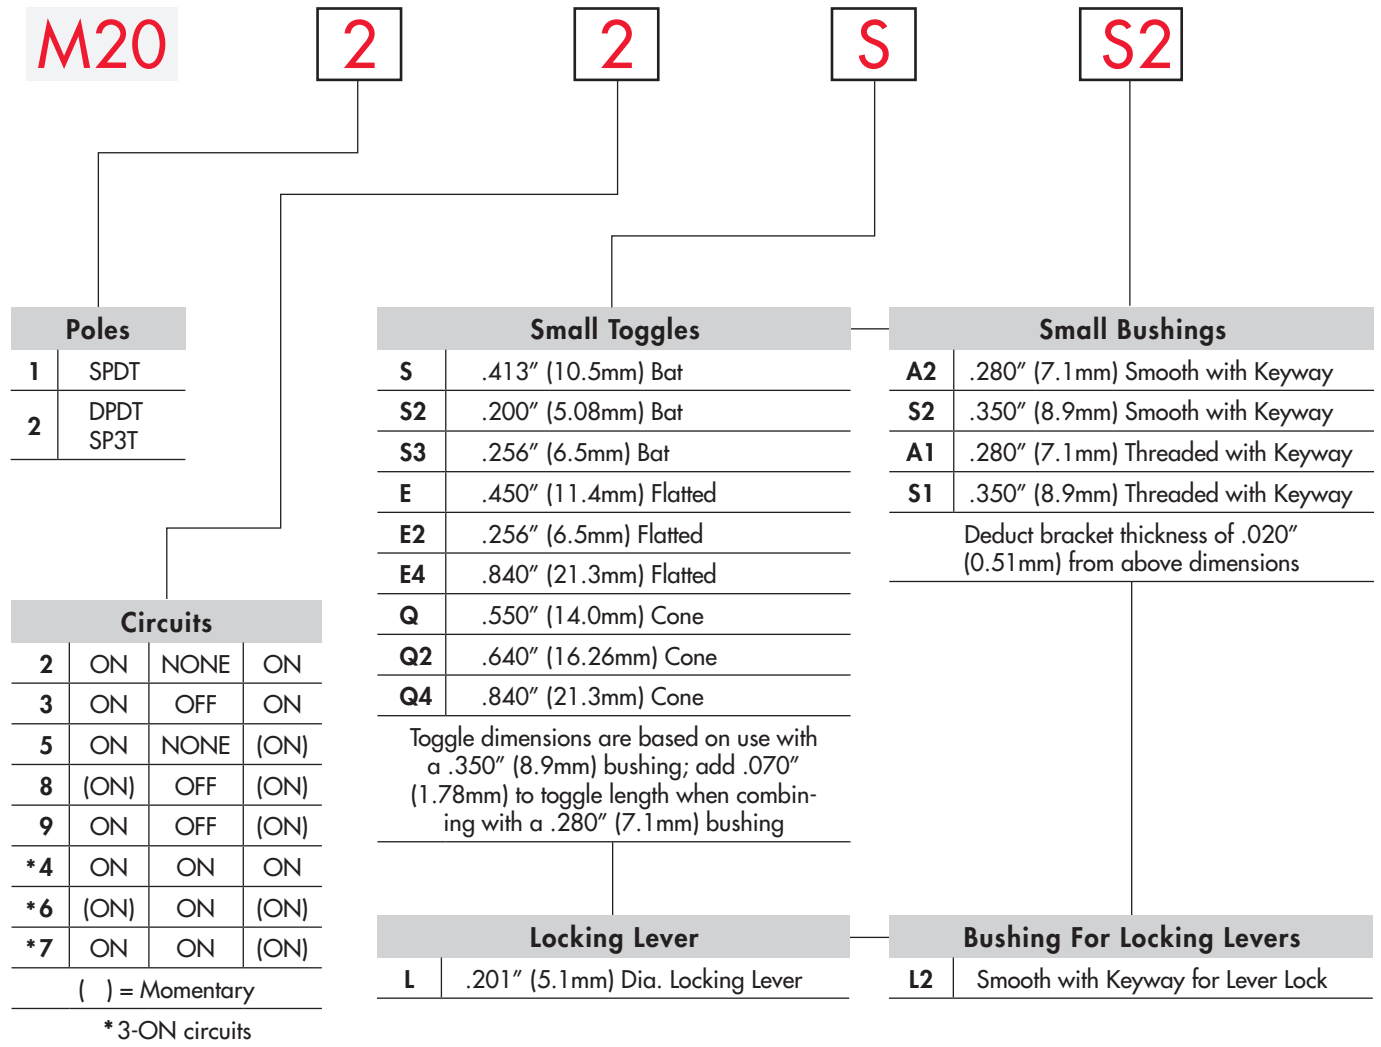 M20 2 2 S S2
Poles
1 SPDT
2 DPDT
SP3T
Circuits
2 ON NONE ON
3 ON OFF ON
5 ON NONE (ON)
8 (ON) OFF (ON)
9 ON OFF (ON)
*4 ON ON ON
*6 (ON) ON (ON)
*7 ON ON (ON)
( ) = Momentary
*3-ON circuits
Small Toggles
S .413″ (10.5mm) Bat
S2 .200″ (5.08mm) Bat
S3 .256″ (6.5mm) Bat
E .450″ (11.4mm) Flatted
E2 .256″ (6.5mm) Flatted
E4 .840″ (21.3mm) Flatted
Q .550″ (14.0mm) Cone
Q2 .640″ (16.26mm) Cone
Q4 .840″ (21.3mm) Cone
Toggle dimensions are based on use with
a .350″ (8.9mm) bushing; add .070″
(1.78mm) to toggle length when combin-
ing with a .280″ (7.1mm) bushing
Locking Lever
L .201″ (5.1mm) Dia. Locking Lever
Small Bushings
A2 .280″ (7.1mm) Smooth with Keyway
S2 .350″ (8.9mm) Smooth with Keyway
A1 .280″ (7.1mm) Threaded with Keyway
S1 .350″ (8.9mm) Threaded with Keyway
Deduct bracket thickness of .020″
(0.51mm) from above dimensions
Bushing For Locking Levers
L2 Smooth with Keyway for Lever Lock